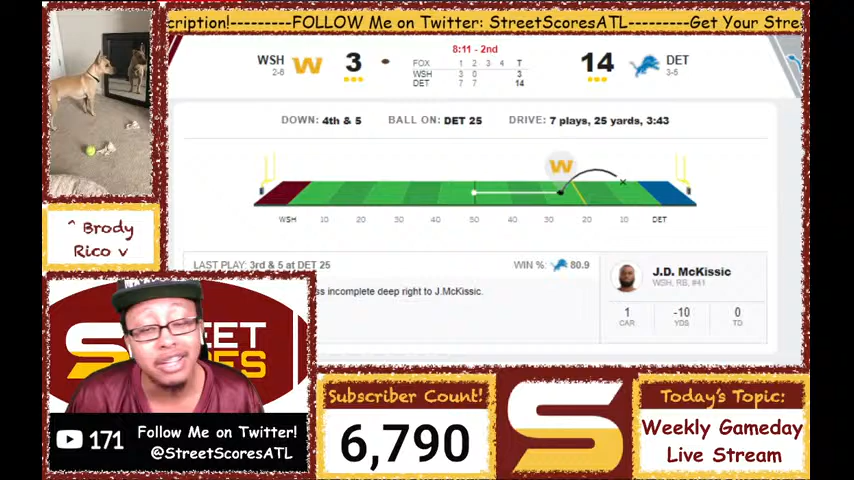 cription!---------FOLLOW Me on Twitter: StreetScoresATL---------Get Your Stre
8:11 - 2nd
WSH
2-6
W
3
FOX 1 2 3 4 T
WSH 3 0 3
DET 7 7 14
14
DET
3-5
DOWN: 4th & 5 BALL ON: DET 25 DRIVE: 7 plays, 25 yards, 3:43
W
WSH 10 20 30 40 50 40 30 20 10 DET
^ Brody
Rico v
LAST PLAY: 3rd & 5 at DET 25 WIN %: 80.9
ss incomplete deep right to J.McKissic.
J.D. McKissic
WSH, RB, #41
1 -10 0
CAR YDS TD
171
Follow Me on Twitter!
@StreetScoresATL
Subscriber Count!
6,790
S
Today's Topic:
Weekly Gameday
Live Stream